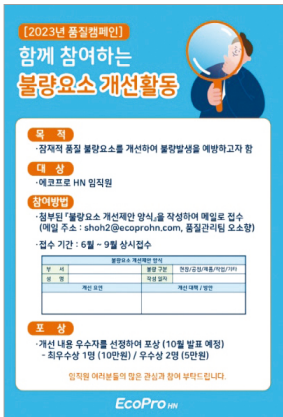 [2023년 품질캠페인]
함께 참여하는
불량요소 개선활동
목 적
·잠재적 품질 불량요소를 개선하여 불량발생을 예방하고자 함
대 상
·에코프로 HN 임직원
참여방법
·첨부된 「불량요소 개선제안 양식」을 작성하여 메일로 접수
(메일 주소 : shoh2@ecoprohn.com, 품질관리팀 오소향)
·접수 기간 : 6월 ~ 9월 상시접수
불량요소 개선제안 양식
부 서
불량 구분
현장/공정/제품/작업/기타
성 명
작성 일자
개선 요인
개선 대책 / 방안
포 상
·개선 내용 우수자를 선정하여 포상 (10월 발표 예정)
- 최우수상 1명 (10만원) / 우수상 2명 (5만원)
임직원 여러분들의 많은 관심과 참여 부탁드립니다.
EcoPro HN